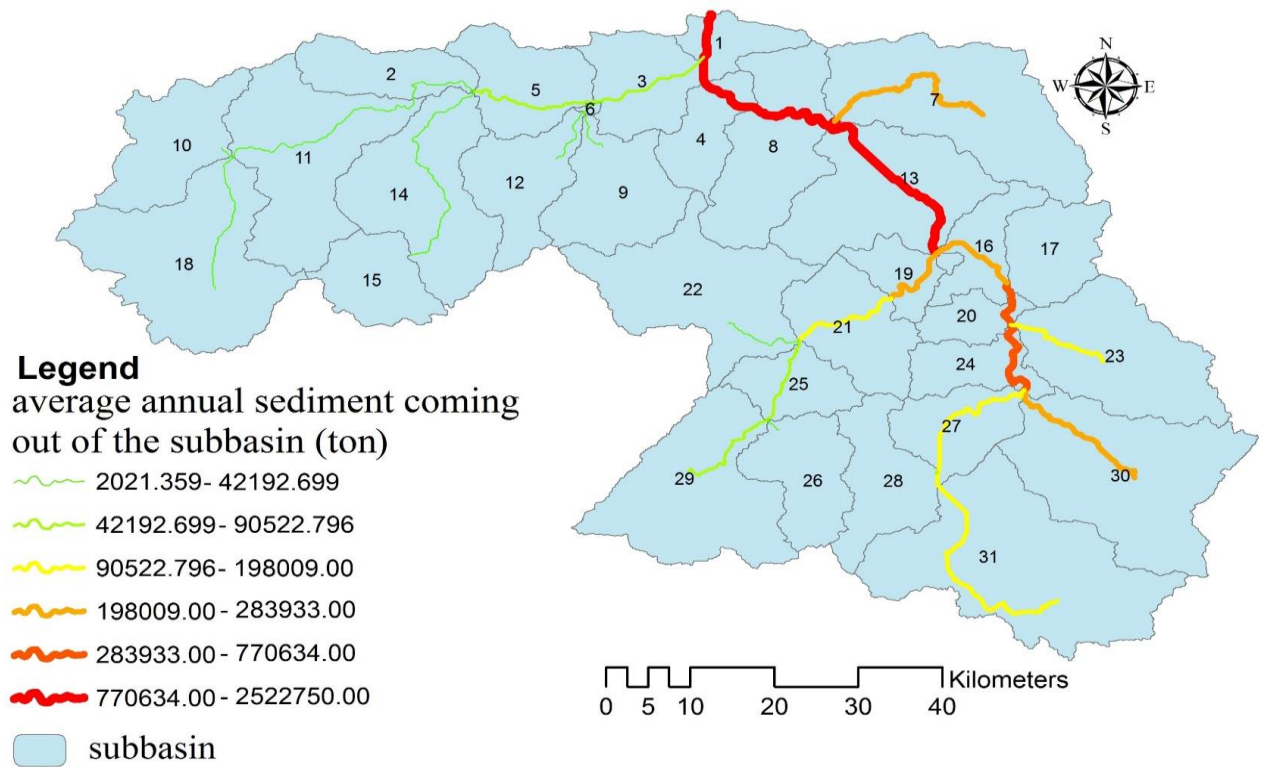 1
2
3
5
6
7
4
8
10
11
13
14
12
9
16
17
18
15
19
22
20
21
23
24
25
27
29
26
28
30
31
N
W E
S
Legend
average annual sediment coming
out of the subbasin (ton)
2021.359- 42192.699
42192.699 - 90522.796
90522.796- 198009.00
198009.00 - 283933.00
283933.00 - 770634.00
770634.00 - 2522750.00
subbasin
Kilometers
0 5 10 20 30 40